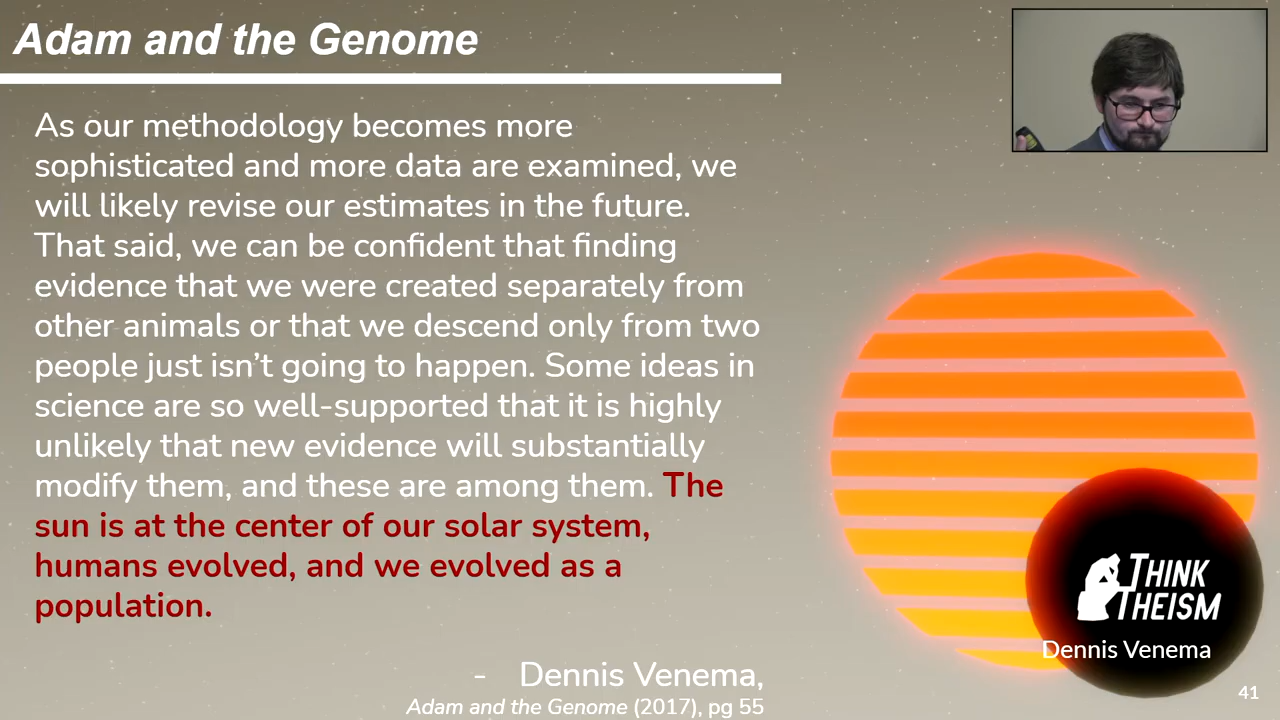 Adam and the Genome
As our methodology becomes more
sophisticated and more data are examined, we
will likely revise our estimates in the future.
That said, we can be confident that finding
evidence that we were created separately from
other animals or that we descend only from two
people just isn’t going to happen. Some ideas in
science are so well-supported that it is highly
unlikely that new evidence will substantially
modify them, and these are among them. The
sun is at the center of our solar system,
humans evolved, and we evolved as a
population.
- Dennis Venema,
Adam and the Genome (2017), pg 55
THINK
THEISM
Dennis Venema
41